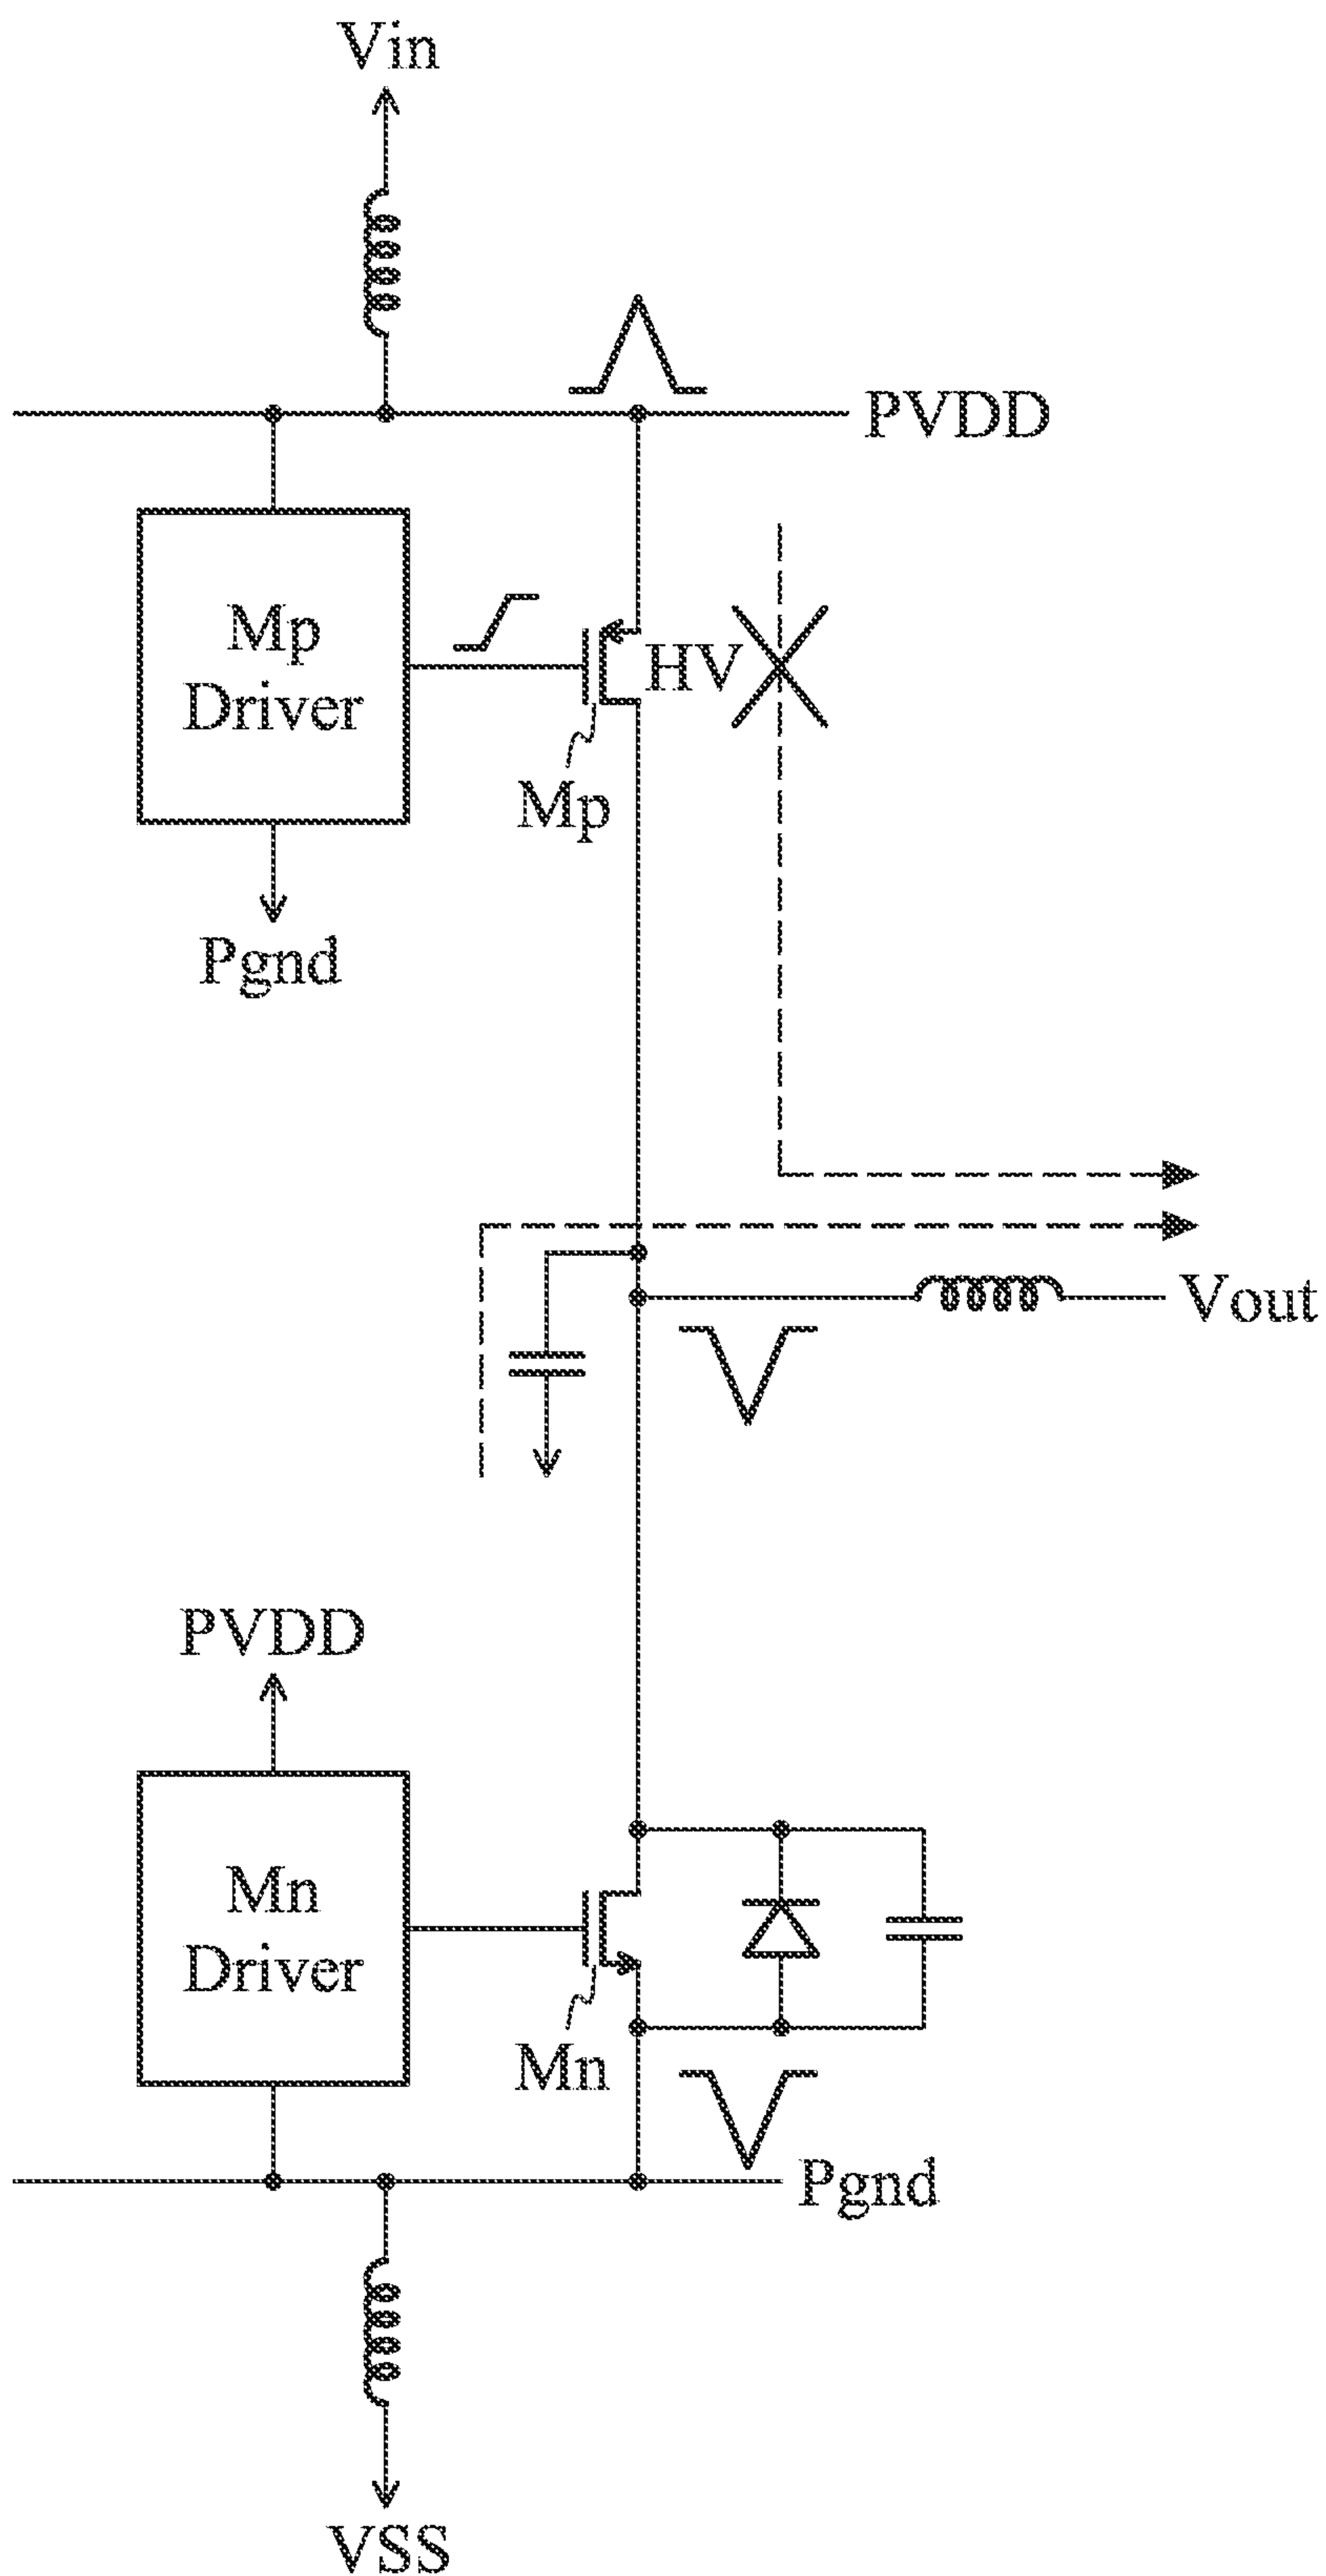 Vin
PVDD
Mp
Driver
HV
Mp
Pgnd
Vout
PVDD
Mn
Driver
Mn
Pgnd
VSS